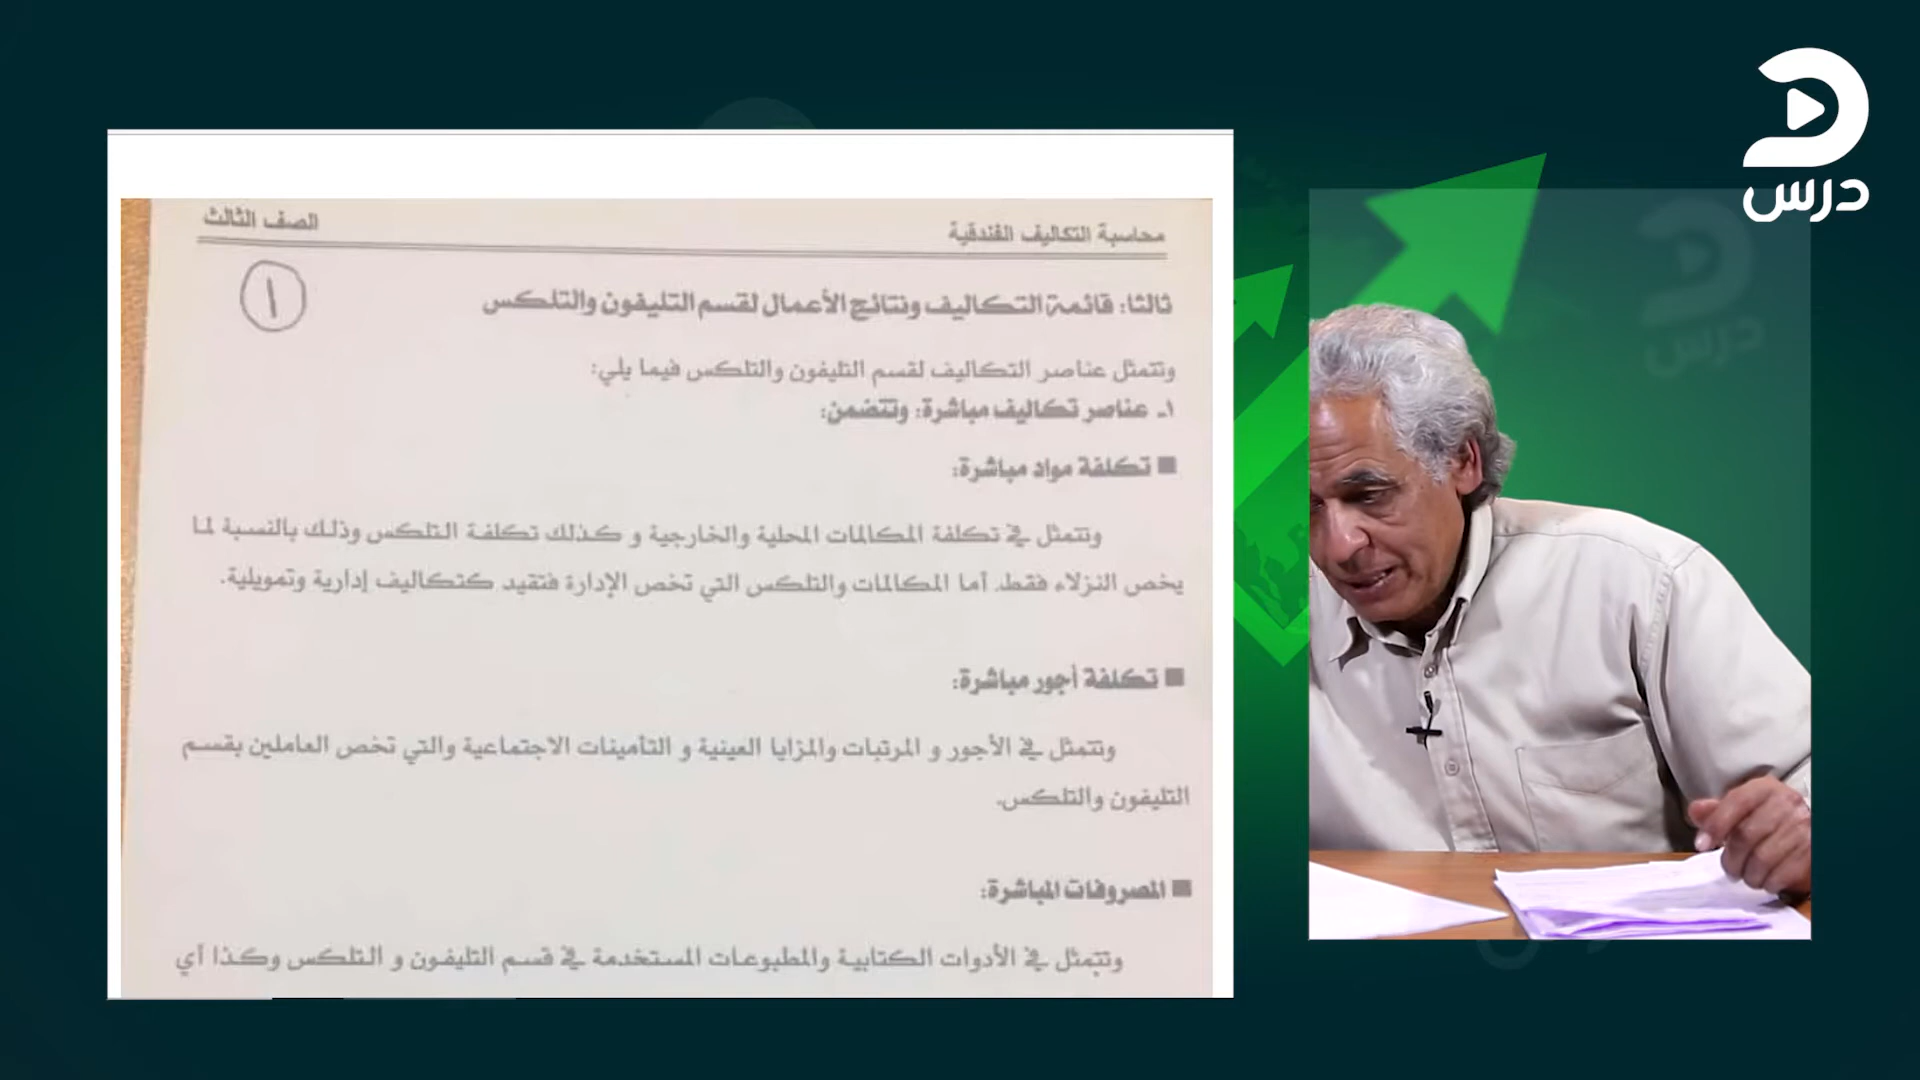 درس
محاسبة التكاليف الفندقية
الصف الثالث
١
ثالثا: قائمة التكاليف ونتائج الأعمال لقسم التليفون والتلكس
وتتمثل عناصر التكاليف لقسم التليفون والتلكس فيما يلي:
١ـ عناصر تكاليف مباشرة: وتتضمن:
■ تكلفة مواد مباشرة:
وتتمثل في تكلفة المكالمات المحلية والخارجية و كذلك تكلفة التلكس وذلك بالنسبة لما
يخص النزلاء فقط. أما المكالمات والتلكس التي تخص الإدارة فتقيد كتكاليف إدارية وتمويلية.
■ تكلفة أجور مباشرة:
وتتمثل في الأجور و المرتبات والمزايا العينية و التأمينات الاجتماعية والتي تخص العاملين بقسم
التليفون والتلكس.
■ المصروفات المباشرة:
وتتمثل في الأدوات الكتابية والمطبوعات المستخدمة في قسم التليفون و التلكس وكذا أي
درس